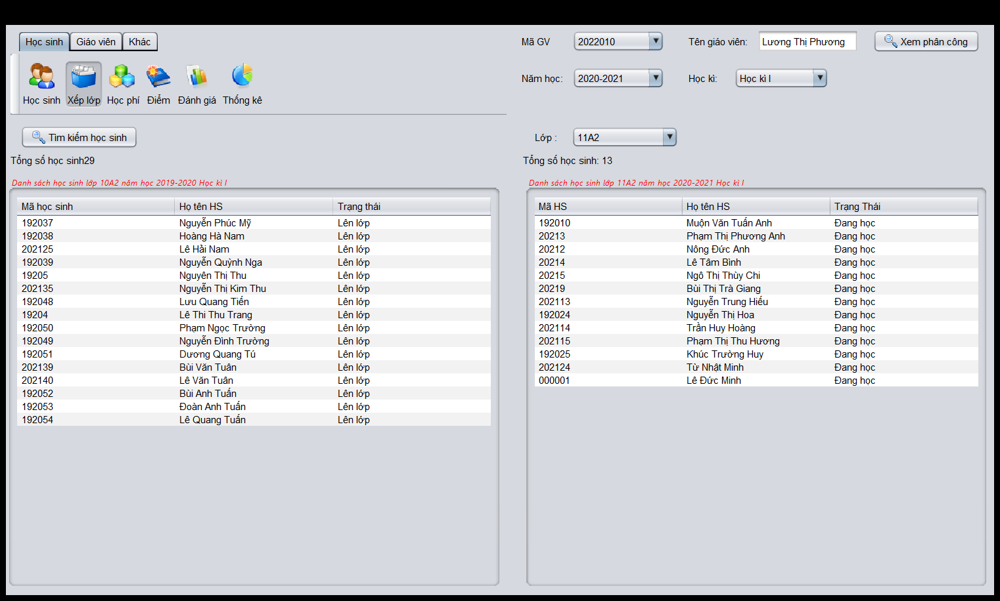 Học sinh Giáo viên Khác
Mã GV 2022010 Tên giáo viên: Lương Thị Phương Xem phân công
Năm học: 2020-2021 Học kì: Học kì I
Học sinh Xếp lớp Học phí Điểm Đánh giá Thống kê
Tìm kiếm học sinh
Lớp : 11A2
Tổng số học sinh29
Tổng số học sinh: 13
Danh sách học sinh lớp 10A2 năm học 2019-2020 Học kì I
Mã học sinh Họ tên HS Trạng thái
192037 Nguyễn Phúc Mỹ Lên lớp
192038 Hoàng Hà Nam Lên lớp
202125 Lê Hải Nam Lên lớp
192039 Nguyễn Quỳnh Nga Lên lớp
19205 Nguyên Thị Thu Lên lớp
202135 Nguyễn Thị Kim Thu Lên lớp
192048 Lưu Quang Tiến Lên lớp
19204 Lê Thi Thu Trang Lên lớp
192050 Phạm Ngọc Trường Lên lớp
192049 Nguyễn Đình Trường Lên lớp
192051 Dương Quang Tú Lên lớp
202139 Bùi Văn Tuân Lên lớp
202140 Lê Văn Tuân Lên lớp
192052 Bùi Anh Tuấn Lên lớp
192053 Đoàn Anh Tuấn Lên lớp
192054 Lê Quang Tuấn Lên lớp
Danh sách học sinh lớp 11A2 năm học 2020-2021 Học kì I
Mã HS Họ tên HS Trạng Thái
192010 Muộn Văn Tuấn Anh Đang học
20213 Phạm Thị Phương Anh Đang học
20212 Nông Đức Anh Đang học
20214 Lê Tâm Bình Đang học
20215 Ngô Thị Thùy Chi Đang học
20219 Bùi Thị Trà Giang Đang học
202113 Nguyễn Trung Hiếu Đang học
192024 Nguyễn Thị Hoa Đang học
202114 Trần Huy Hoàng Đang học
202115 Phạm Thị Thu Hương Đang học
192025 Khúc Trường Huy Đang học
202124 Từ Nhật Minh Đang học
000001 Lê Đức Minh Đang học